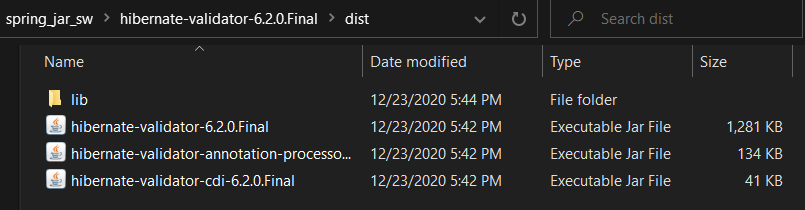 spring_jar_sw > hibernate-validator-6.2.0.Final > dist Search dist
Name Date modified Type Size
lib 12/23/2020 5:44 PM File folder
hibernate-validator-6.2.0.Final 12/23/2020 5:42 PM Executable Jar File 1,281 KB
hibernate-validator-annotation-processo... 12/23/2020 5:42 PM Executable Jar File 134 KB
hibernate-validator-cdi-6.2.0.Final 12/23/2020 5:42 PM Executable Jar File 41 KB